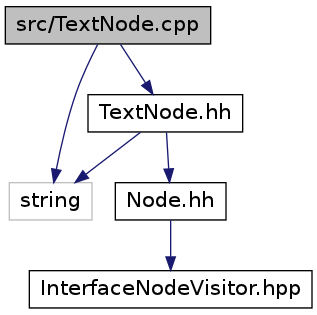 src/TextNode.cpp
TextNode.hh
string
Node.hh
InterfaceNodeVisitor.hpp